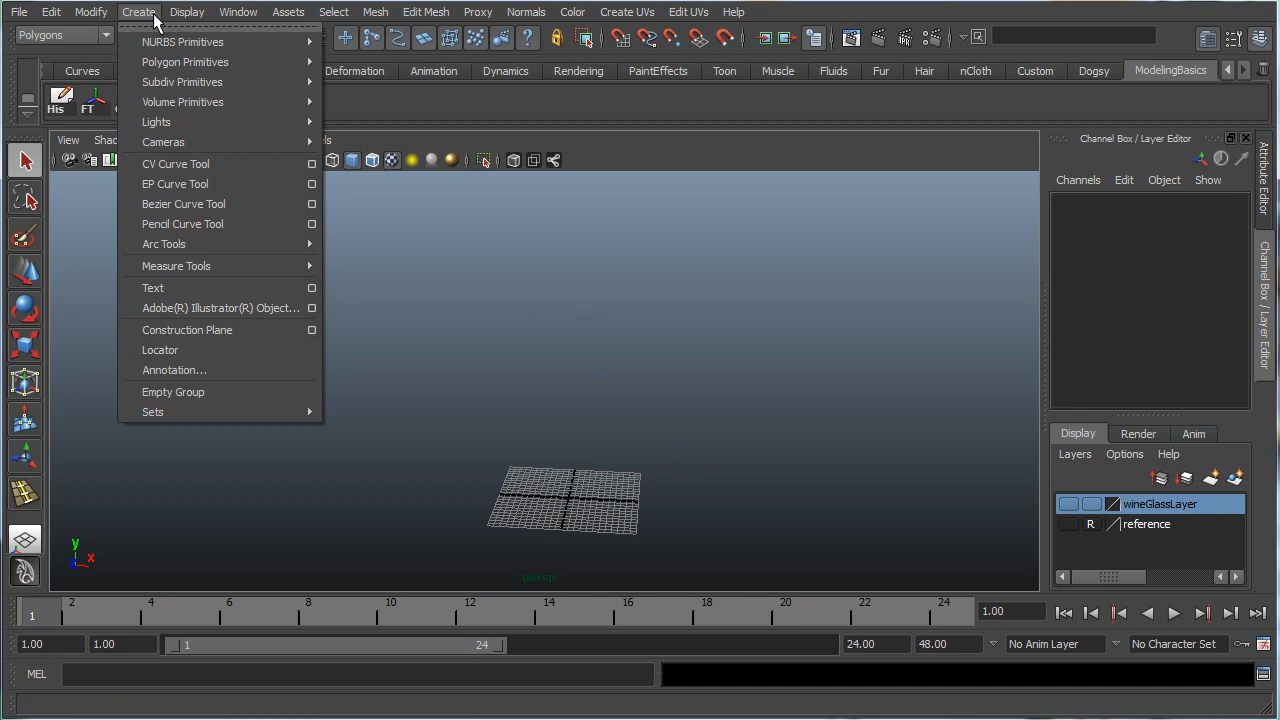 File Edit Modify Create Display Window Assets Select Mesh Edit Mesh Proxy Normals Color Create UVs Edit UVs Help
Polygons
Curves Deformation Animation Dynamics Rendering PaintEffects Toon Muscle Fluids Fur Hair nCloth Custom Dogsy ModelingBasics
His FT
NURBS Primitives
Polygon Primitives
Subdiv Primitives
Volume Primitives
Lights
Cameras
CV Curve Tool
EP Curve Tool
Bezier Curve Tool
Pencil Curve Tool
Arc Tools
Measure Tools
Text
Adobe(R) Illustrator(R) Object...
Construction Plane
Locator
Annotation...
Empty Group
Sets
View Shad els
y
x
persp
Channel Box / Layer Editor
Channels Edit Object Show
Attribute Editor
Channel Box / Layer Editor
Display Render Anim
Layers Options Help
wineGlassLayer
R reference
1 2 4 6 8 10 12 14 16 18 20 22 24 1.00
1.00 1.00 1 24 24.00 48.00 No Anim Layer No Character Set
MEL